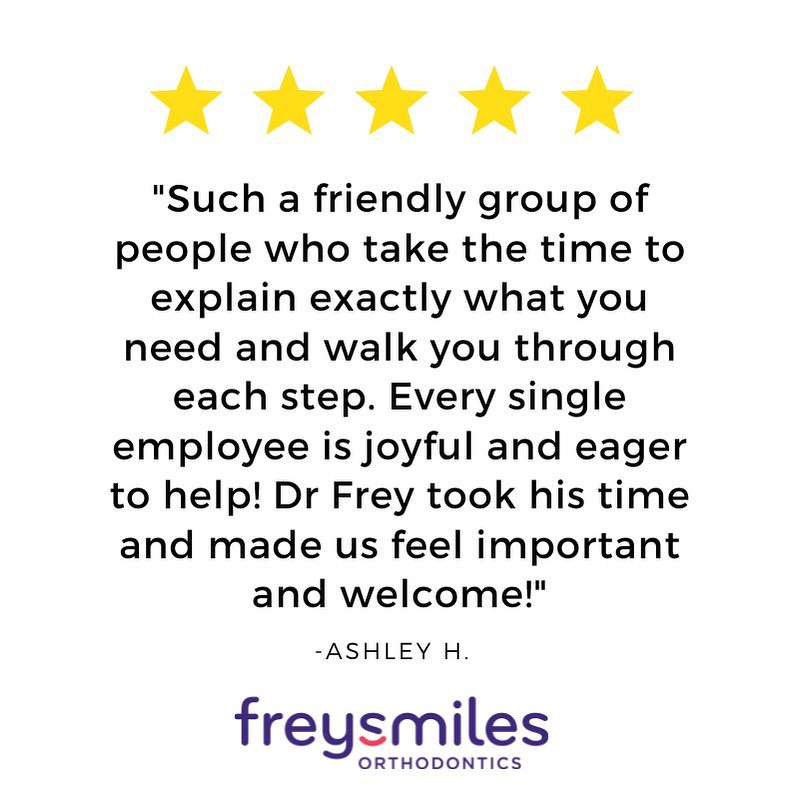 "Such a friendly group of
people who take the time to
explain exactly what you
need and walk you through
each step. Every single
employee is joyful and eager
to help! Dr Frey took his time
and made us feel important
and welcome!"
-ASHLEY H.
freysmiles
ORTHODONTICS